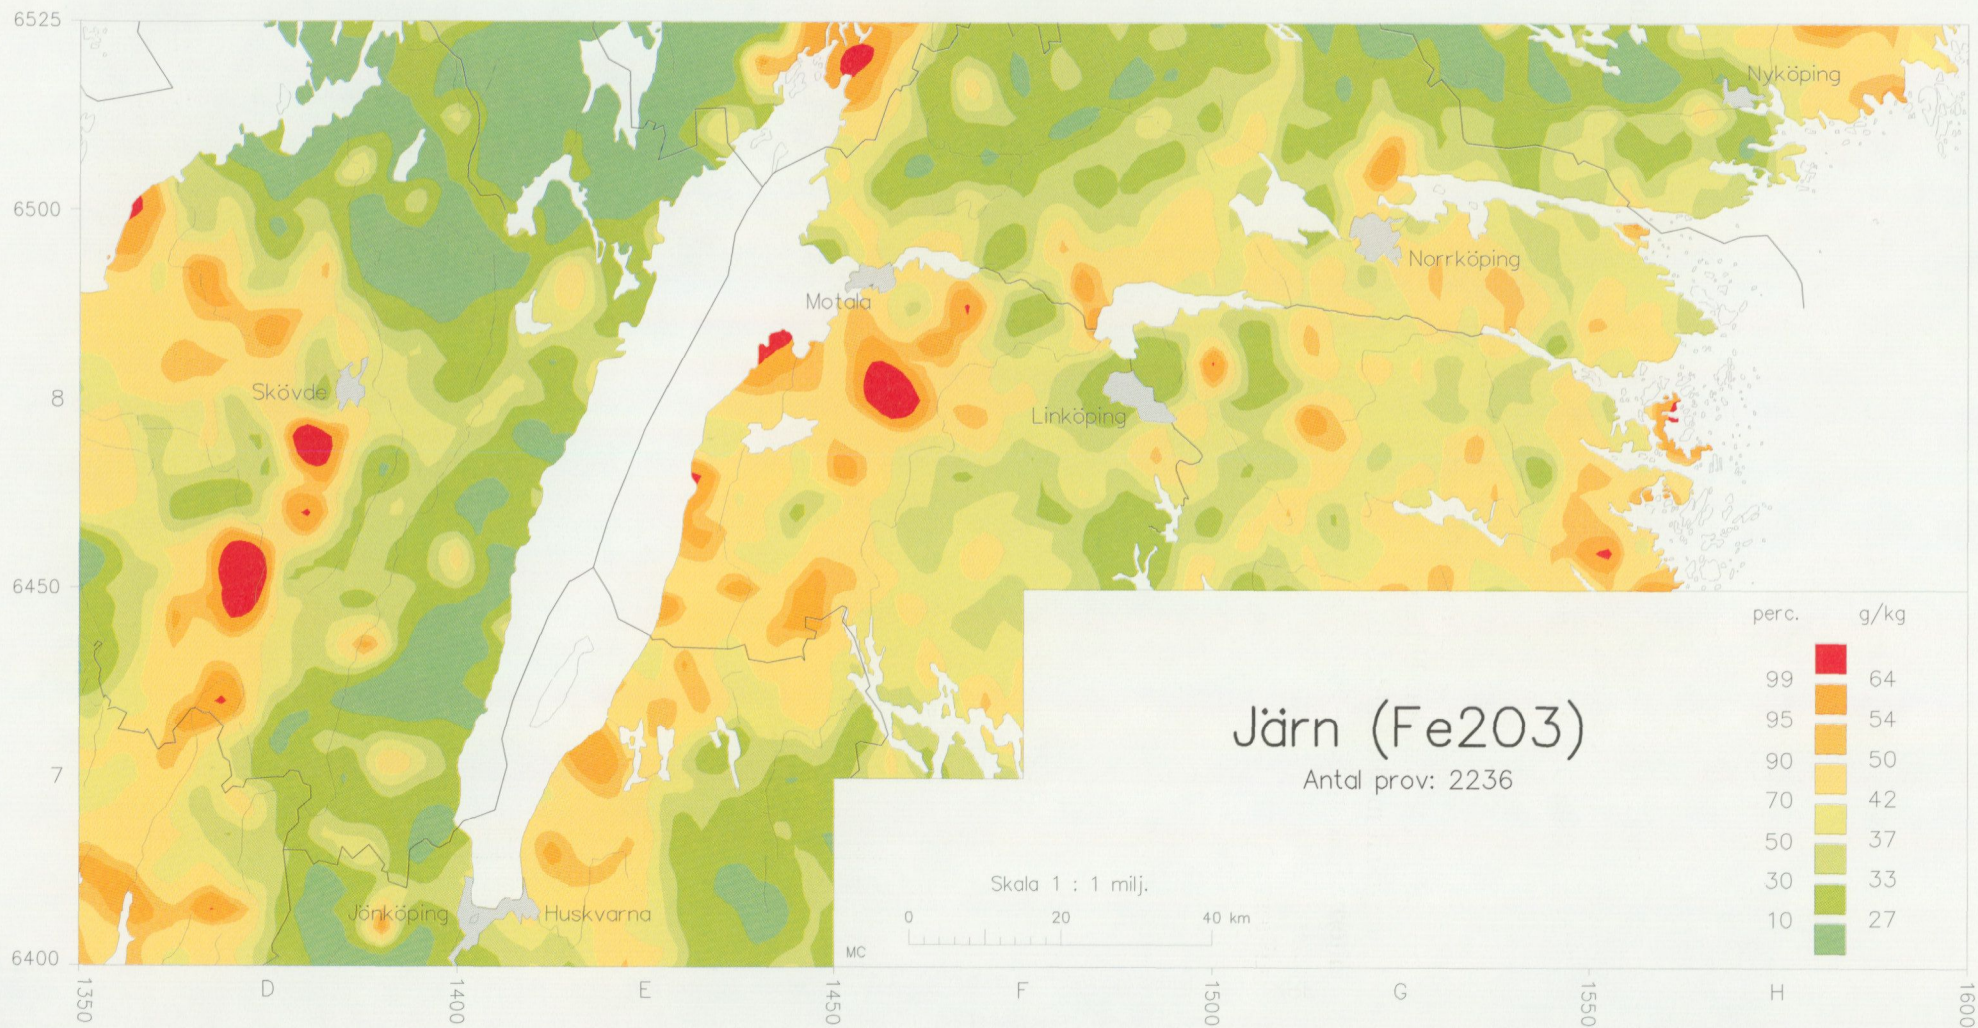 6525
Nyköping
6500
Norrköping
Motala
Skövde
8
Linköping
6450
perc. g/kg
99 64
95 54
Järn (Fe2O3)
90 50
7
Antal prov: 2236
70 42
50 37
30 33
Skala 1 : 1 milj.
10 27
Jönköping Huskvarna
0 20 40 km
MC
6400
1350 D 1400 E 1450 F 1500 G 1550 H 1600